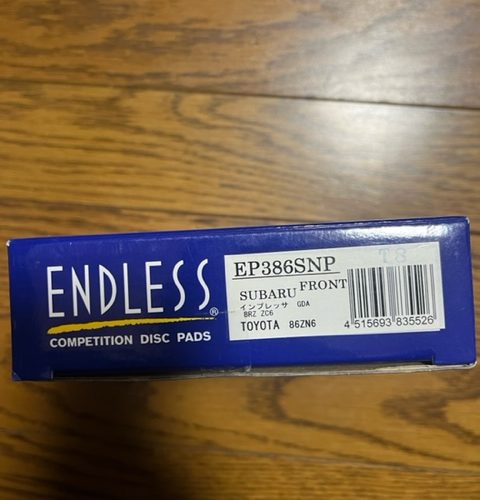 ENDLESS®
COMPETITION DISC PADS
EP386SNP
T8
SUBARU FRONT
インプレッサ GDA
BRZ ZC6
TOYOTA 86ZN6
4 515693 835526